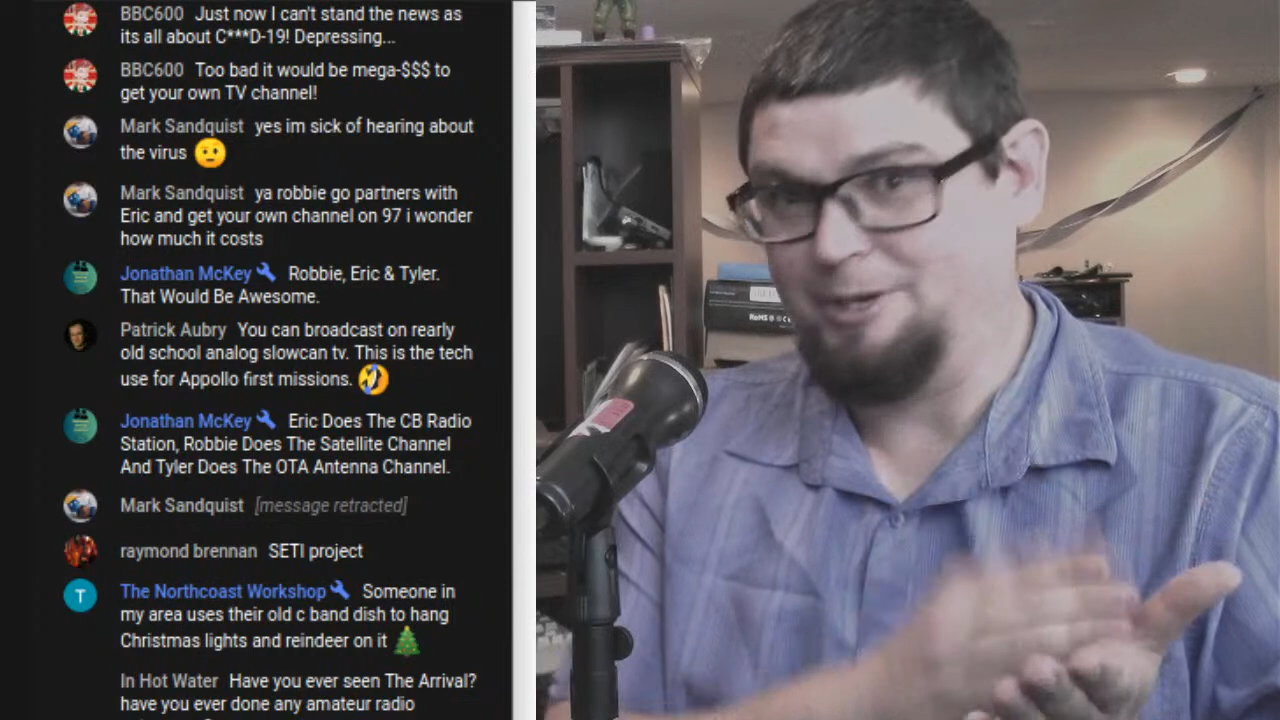 BBC600 Just now I can't stand the news as
its all about C***D-19! Depressing...
BBC600 Too bad it would be mega-$$$ to
get your own TV channel!
Mark Sandquist yes im sick of hearing about
the virus
Mark Sandquist ya robbie go partners with
Eric and get your own channel on 97 i wonder
how much it costs
Jonathan McKey Robbie, Eric & Tyler.
That Would Be Awesome.
Patrick Aubry You can broadcast on rearly
old school analog slowcan tv. This is the tech
use for Appollo first missions.
Jonathan McKey Eric Does The CB Radio
Station, Robbie Does The Satellite Channel
And Tyler Does The OTA Antenna Channel.
Mark Sandquist [message retracted]
raymond brennan SETI project
T
The Northcoast Workshop Someone in
my area uses their old c band dish to hang
Christmas lights and reindeer on it
In Hot Water Have you ever seen The Arrival?
have you ever done any amateur radio
RoHS